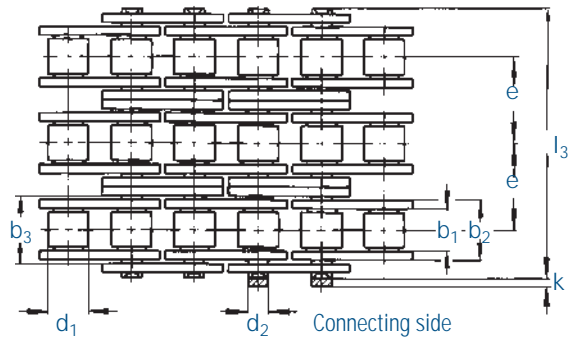 e
l₃
e
b₃
b₁-b₂
k
d₁
d₂
Connecting side